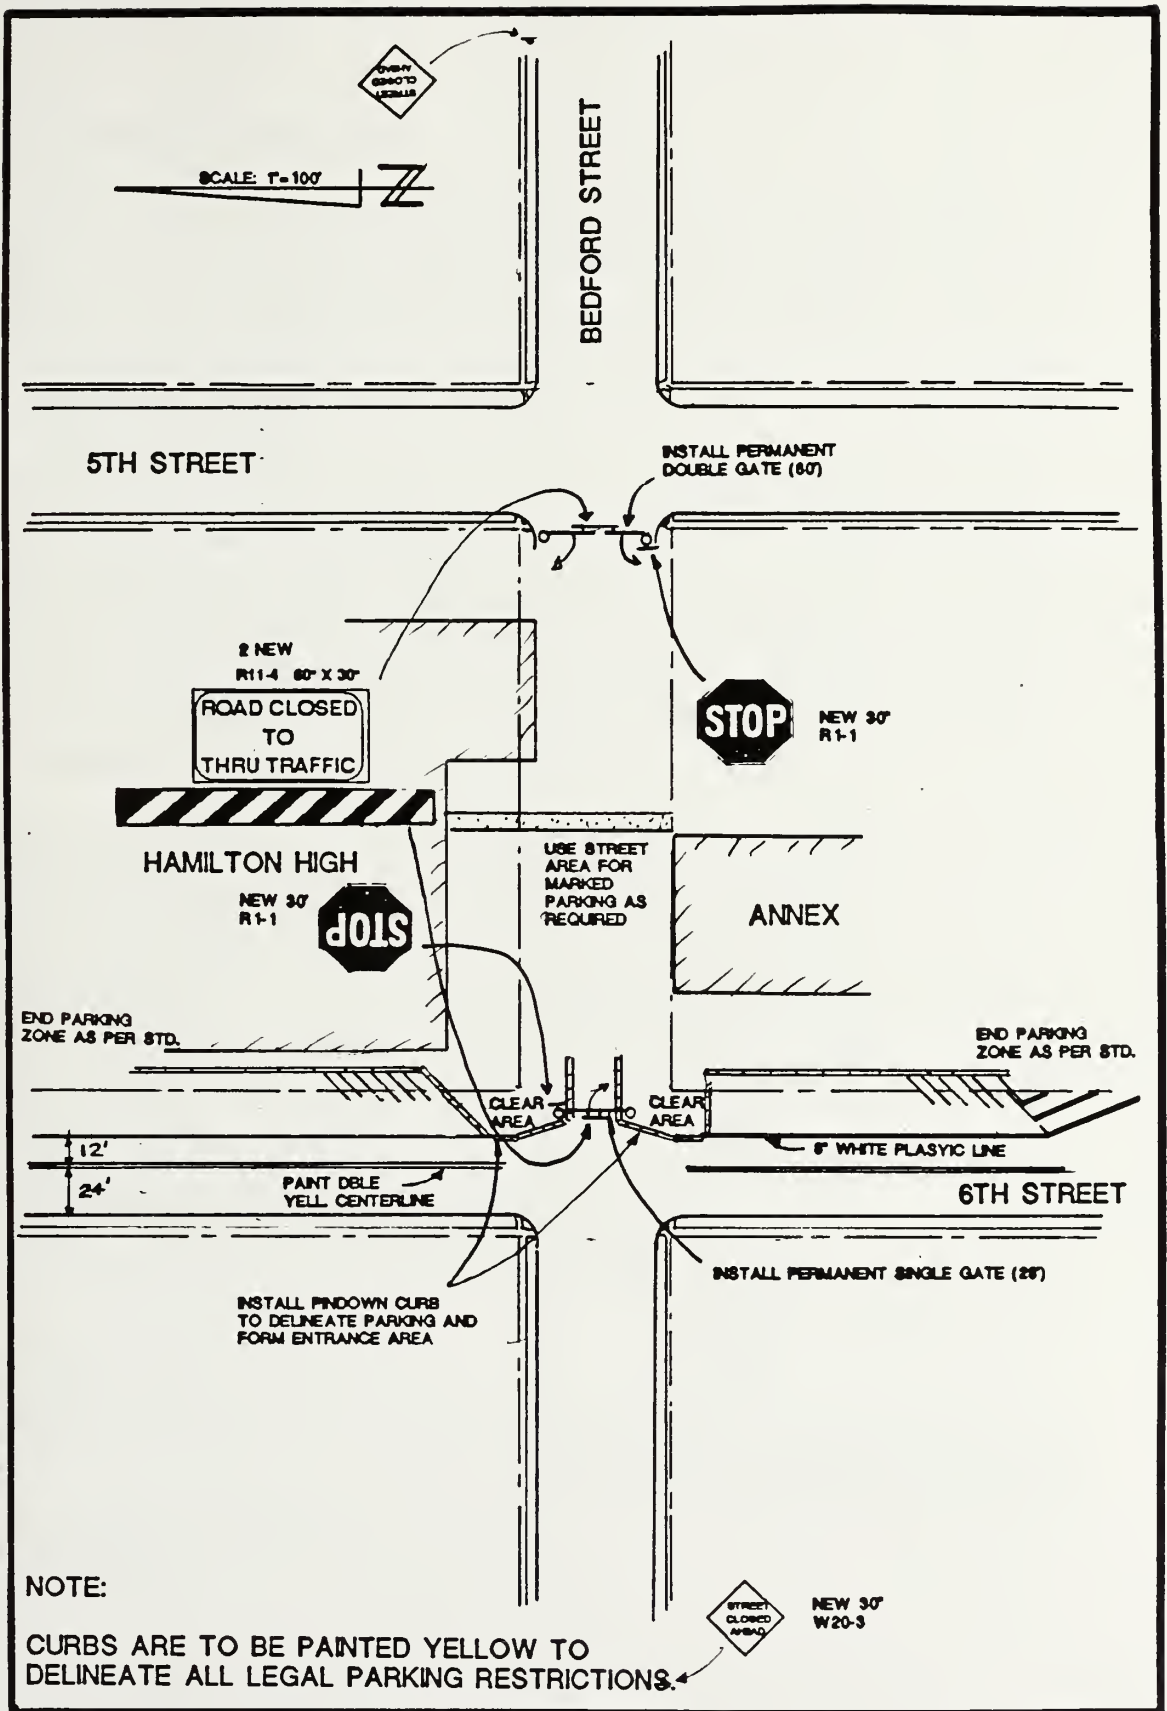 STREET
CLOSED
AHEAD
SCALE: 1"=100'
BEDFORD STREET
5TH STREET
INSTALL PERMANENT
DOUBLE GATE (60')
2 NEW
R11-4 60" X 30"
ROAD CLOSED
TO
THRU TRAFFIC
STOP
NEW 30"
R1-1
HAMILTON HIGH
NEW 30"
R1-1
STOP
USE STREET
AREA FOR
MARKED
PARKING AS
REQUIRED
ANNEX
END PARKING
ZONE AS PER STD.
END PARKING
ZONE AS PER STD.
CLEAR
AREA
CLEAR
AREA
12'
24'
PAINT DBLE
YELL CENTERLINE
8" WHITE PLASYIC LINE
6TH STREET
INSTALL PERMANENT SINGLE GATE (26')
INSTALL PINDOWN CURB
TO DELINEATE PARKING AND
FORM ENTRANCE AREA
NOTE:
CURBS ARE TO BE PAINTED YELLOW TO
DELINEATE ALL LEGAL PARKING RESTRICTIONS.
STREET
CLOSED
AHEAD
NEW 30"
W20-3